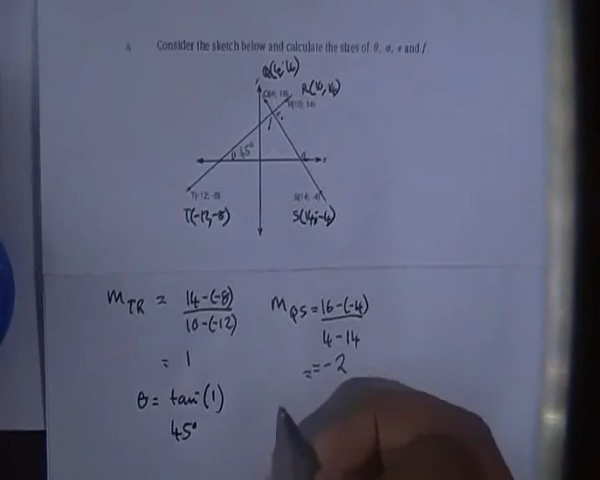 Consider the sketch below and calculate the sizes of θ, α, e and f.
R(10, 14)
Q(4; 16)
R(10; 14)
45°
T(-12; -8)
S(14; -4)
T(-12, -8)
S(14; -4)
m_TR = 14-(-8) / 10-(-12)
= 1
θ = tan⁻(1)
45°
m_QS = 16-(-4) / 4-14
= = -2